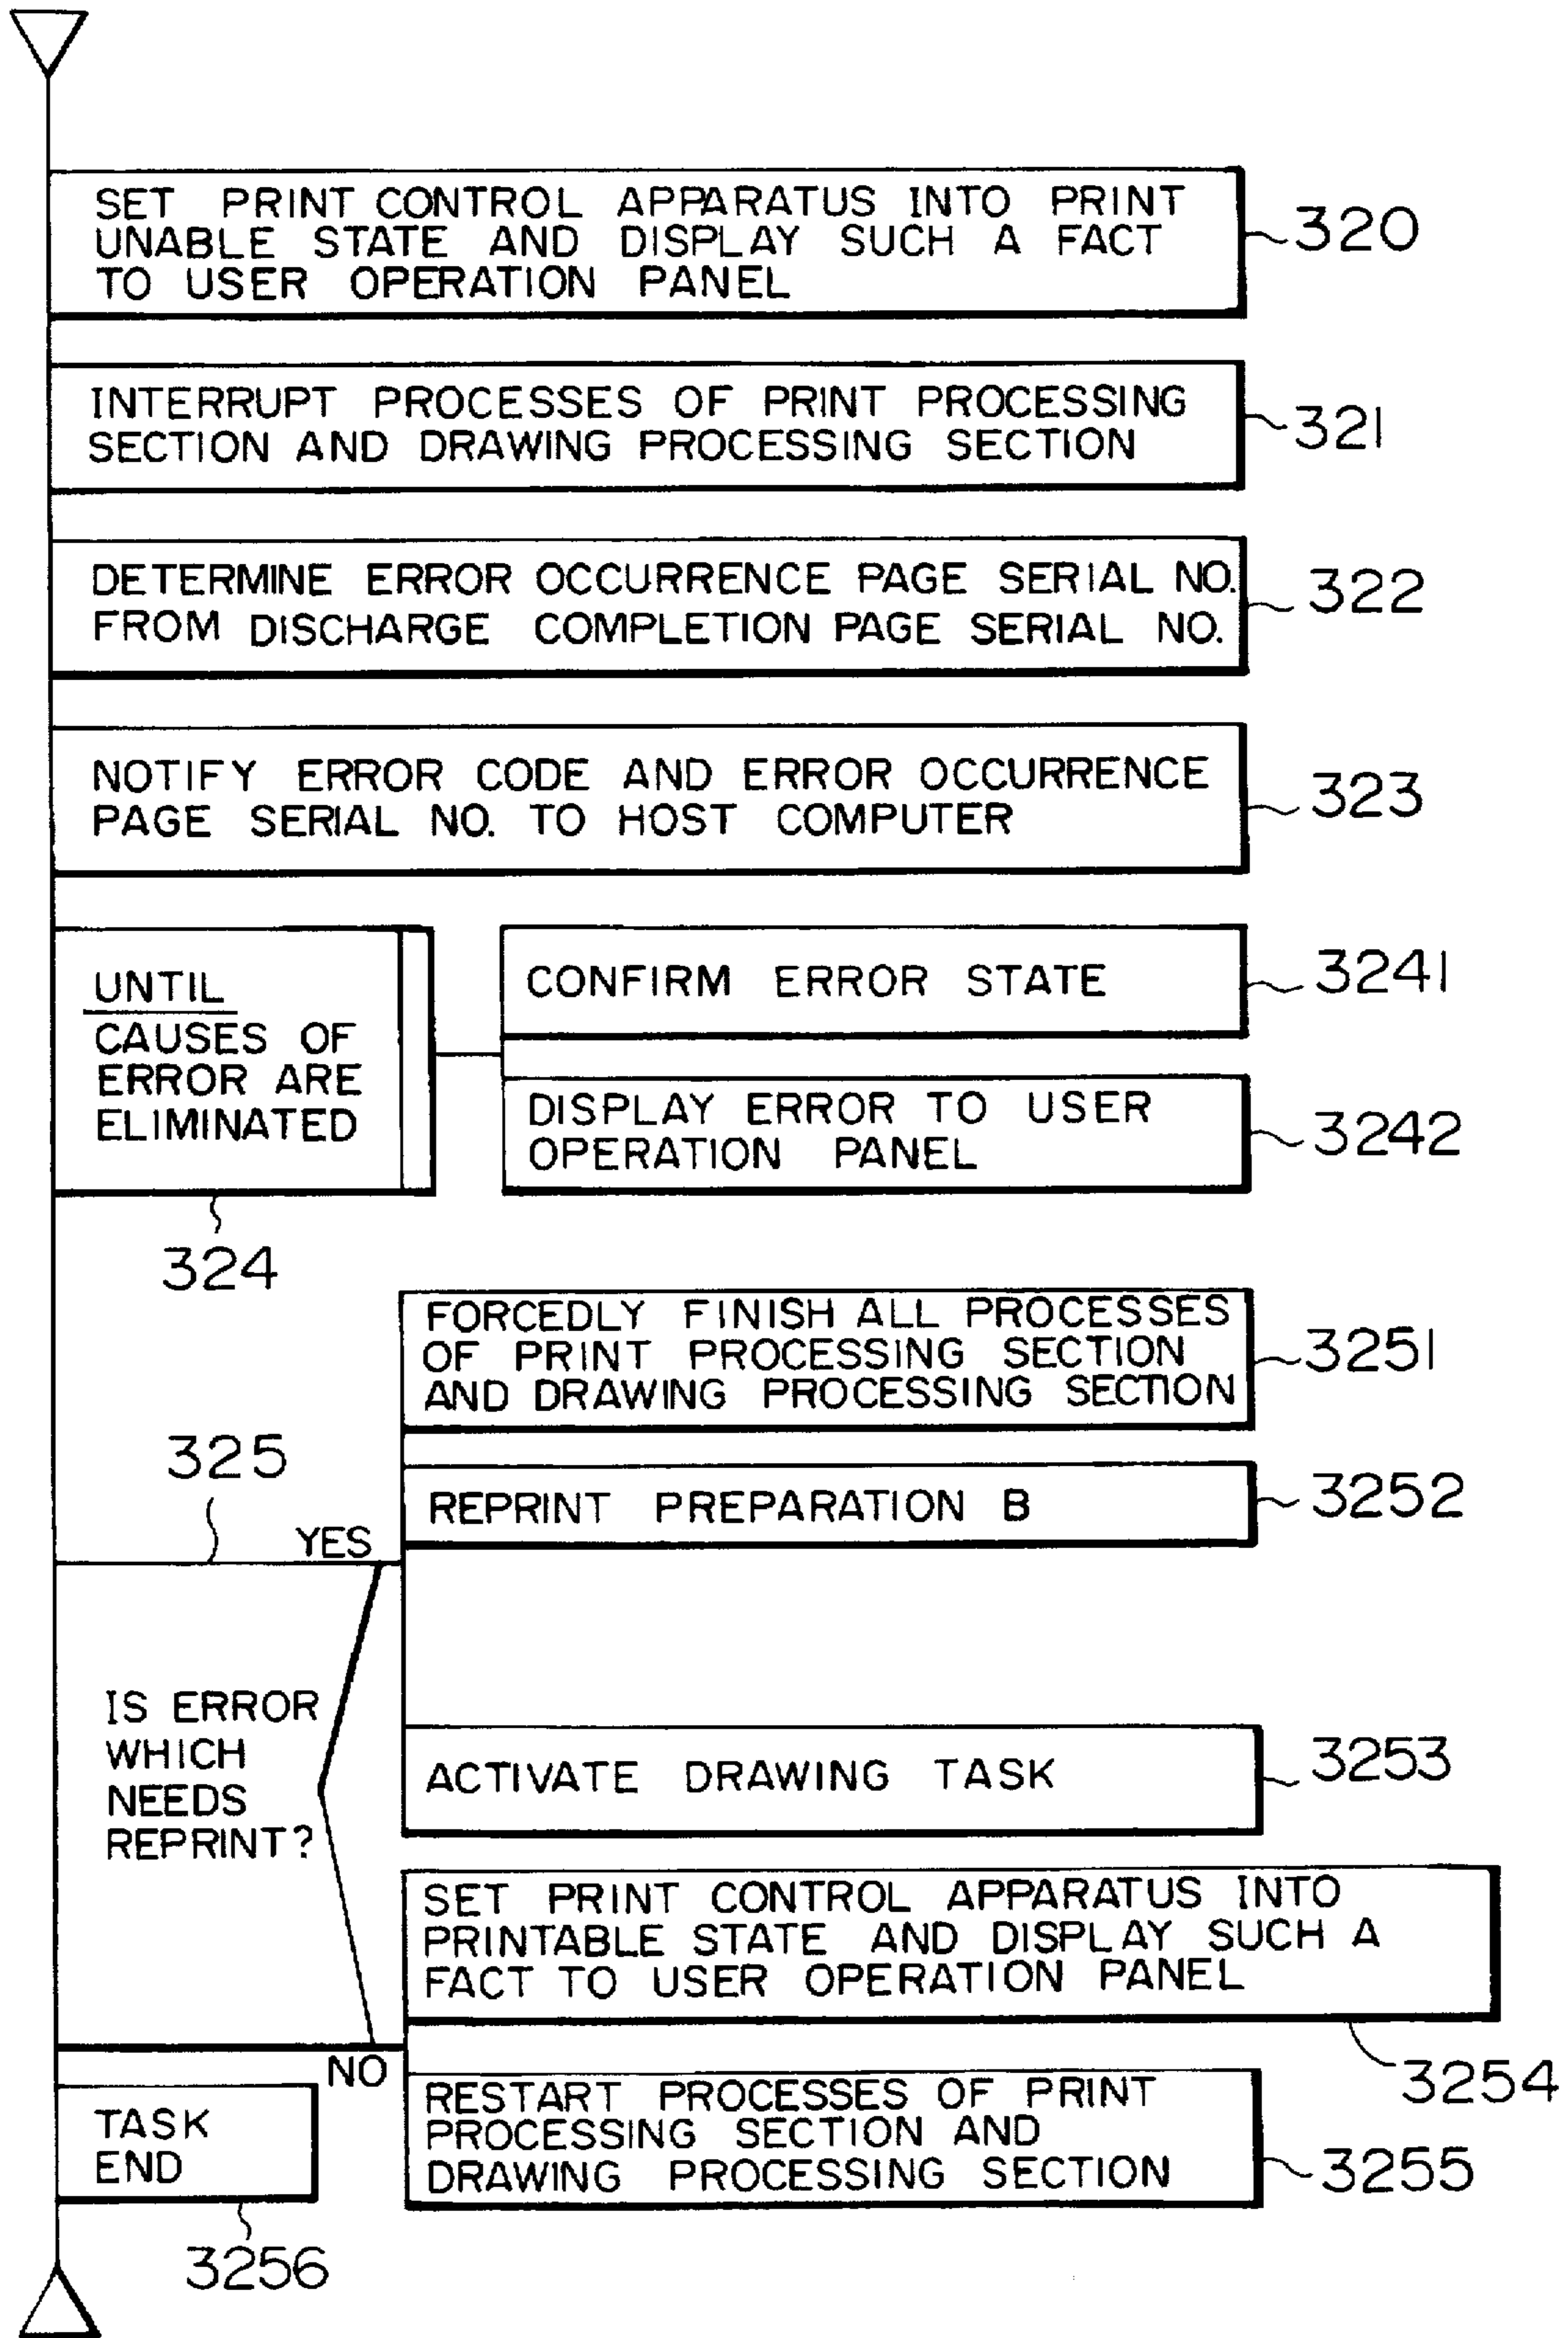 SET PRINT CONTROL APPARATUS INTO PRINT
UNABLE STATE AND DISPLAY SUCH A FACT
TO USER OPERATION PANEL
320
INTERRUPT PROCESSES OF PRINT PROCESSING
SECTION AND DRAWING PROCESSING SECTION
321
DETERMINE ERROR OCCURRENCE PAGE SERIAL NO.
FROM DISCHARGE COMPLETION PAGE SERIAL NO.
322
NOTIFY ERROR CODE AND ERROR OCCURRENCE
PAGE SERIAL NO. TO HOST COMPUTER
323
UNTIL
CAUSES OF
ERROR ARE
ELIMINATED
324
CONFIRM ERROR STATE
3241
DISPLAY ERROR TO USER
OPERATION PANEL
3242
325
YES
IS ERROR
WHICH
NEEDS
REPRINT?
NO
FORCEDLY FINISH ALL PROCESSES
OF PRINT PROCESSING SECTION
AND DRAWING PROCESSING SECTION
3251
REPRINT PREPARATION B
3252
ACTIVATE DRAWING TASK
3253
SET PRINT CONTROL APPARATUS INTO
PRINTABLE STATE AND DISPLAY SUCH A
FACT TO USER OPERATION PANEL
3254
RESTART PROCESSES OF PRINT
PROCESSING SECTION AND
DRAWING PROCESSING SECTION
3255
TASK
END
3256